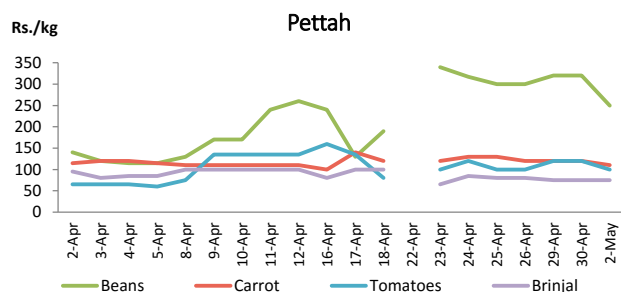 Rs./kg
Pettah
350
300
250
200
150
100
50
0
2-Apr
3-Apr
4-Apr
5-Apr
8-Apr
9-Apr
10-Apr
11-Apr
12-Apr
16-Apr
17-Apr
18-Apr
22-Apr
23-Apr
24-Apr
25-Apr
26-Apr
29-Apr
30-Apr
2-May
Beans Carrot Tomatoes Brinjal